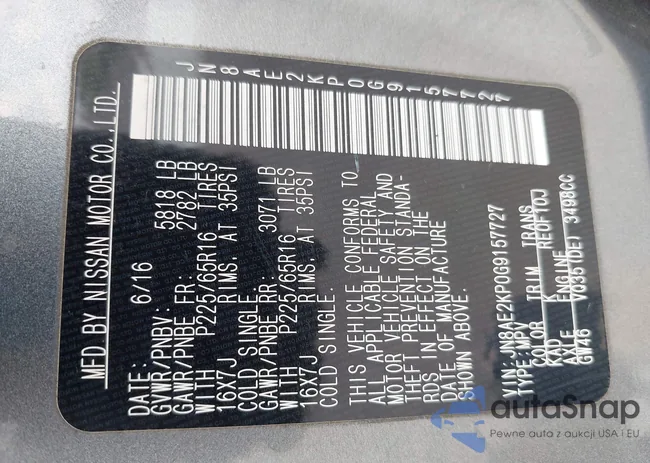 JN8AE2KP0G9157727
MFD BY NISSAN MOTOR CO., LTD.
DATE: 6/16
GVWR/PNBV: 5818 LB
GAWR/PNBE FR: 2782 LB
WITH P225/65R16 TIRES
16X7J RIMS, AT 35PSI
COLD SINGLE
GAWR/PNBE RR: 3071 LB
WITH P225/65R16 TIRES
16X7J RIMS, AT 35PSI
COLD SINGLE.
THIS VEHICLE CONFORMS TO
ALL APPLICABLE FEDERAL
MOTOR VEHICLE SAFETY AND
THEFT PREVENTION STANDA-
RDS IN EFFECT ON THE
DATE OF MANUFACTURE
SHOWN ABOVE.
VIN: JN8AE2KP0G9157727
TYPE: MPV
COLOR TRIM TRANS
KAD K RE0F10J
AXLE ENGINE
GW46 VQ35(DE) 3498CC
autoSnap
Pewne auta z aukcji USA i EU